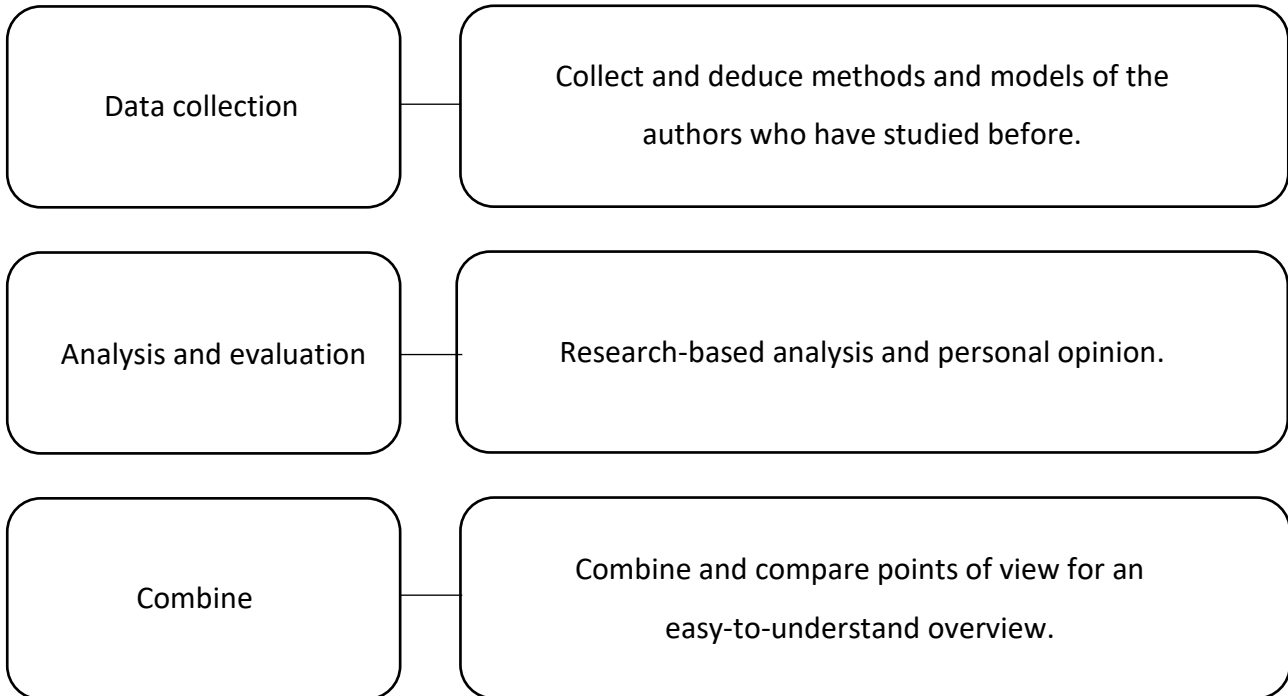 Data collection
Collect and deduce methods and models of the
authors who have studied before.
Analysis and evaluation
Research-based analysis and personal opinion.
Combine
Combine and compare points of view for an
easy-to-understand overview.